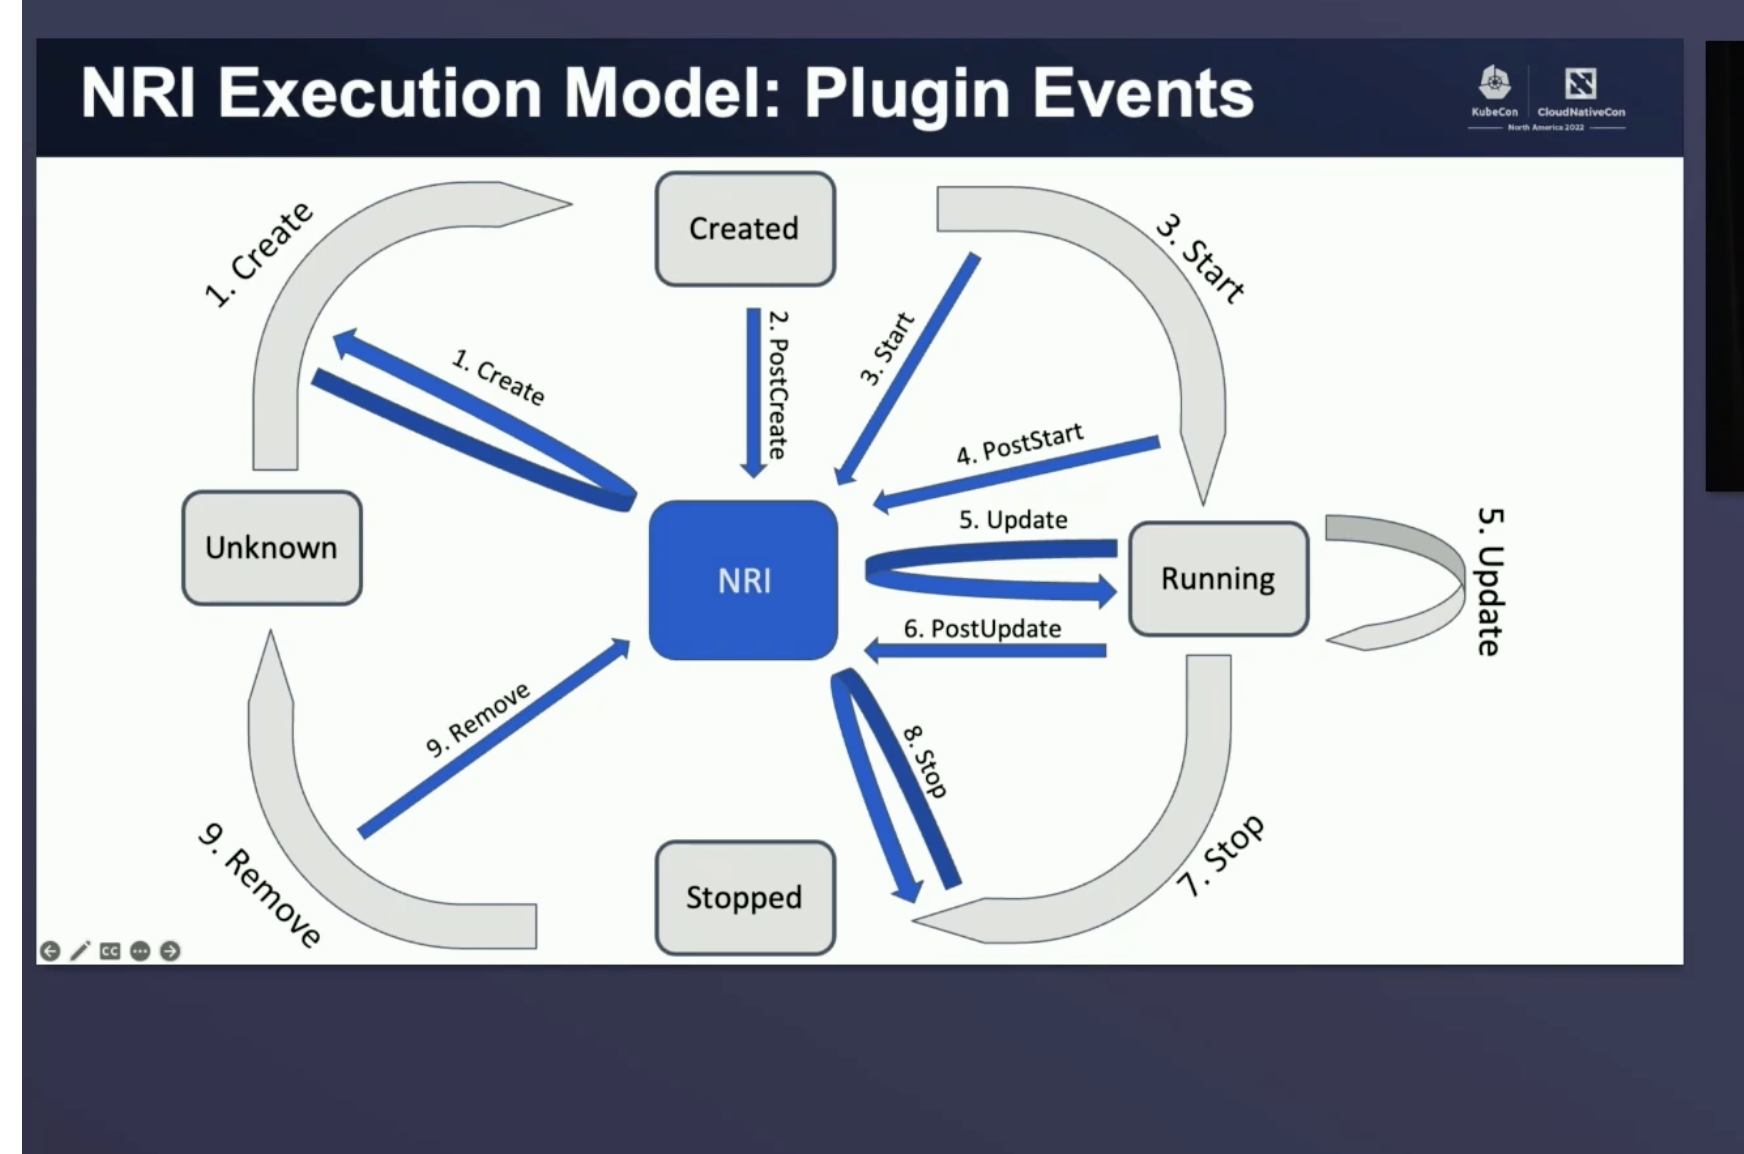 NRI Execution Model: Plugin Events
KubeCon
CloudNativeCon
North America 2022
1. Create
Created
3. Start
1. Create
2. PostCreate
3. Start
4. PostStart
Unknown
NRI
5. Update
Running
5. Update
6. PostUpdate
9. Remove
8. Stop
9. Remove
Stopped
7. Stop
CC